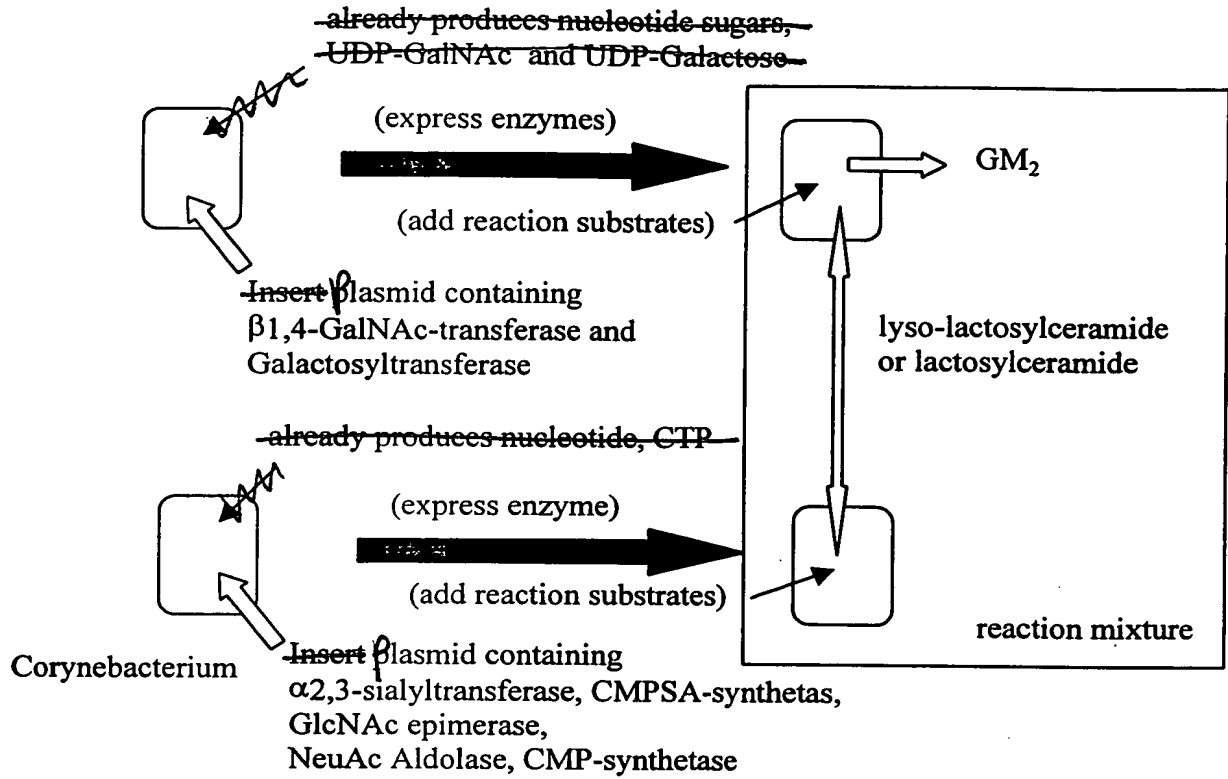 already produces nucleotide sugars,
UDP-GalNAc and UDP-Galactose
(express enzymes)
(add reaction substrates)
GM₂
Insert plasmid containing
β1,4-GalNAc-transferase and
Galactosyltransferase
lyso-lactosylceramide
or lactosylceramide
already produces nucleotide, CTP
(express enzyme)
(add reaction substrates)
reaction mixture
Corynebacterium
Insert plasmid containing
α2,3-sialyltransferase, CMPSA-synthetas,
GlcNAc epimerase,
NeuAc Aldolase, CMP-synthetase